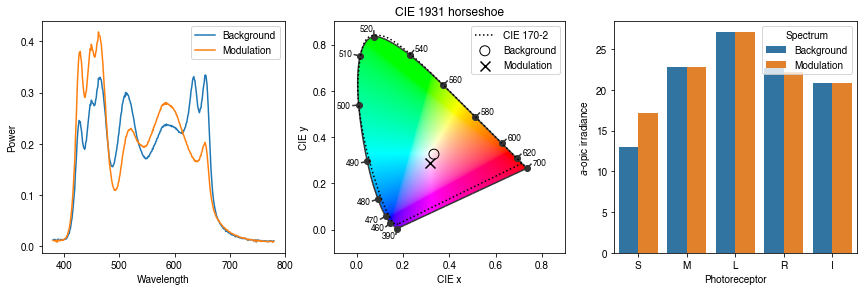 Power
0.4
0.3
0.2
0.1
0.0
400
500
600
700
800
Wavelength
Background
Modulation
CIE 1931 horseshoe
CIE y
0.8
0.6
0.4
0.2
0.0
0.0
0.2
0.4
0.6
0.8
CIE x
520
510
540
560
500
580
600
620
490
700
480
470
460
390
CIE 170-2
Background
Modulation
a-opic irradiance
25
20
15
10
5
0
S
M
L
R
I
Photoreceptor
Spectrum
Background
Modulation